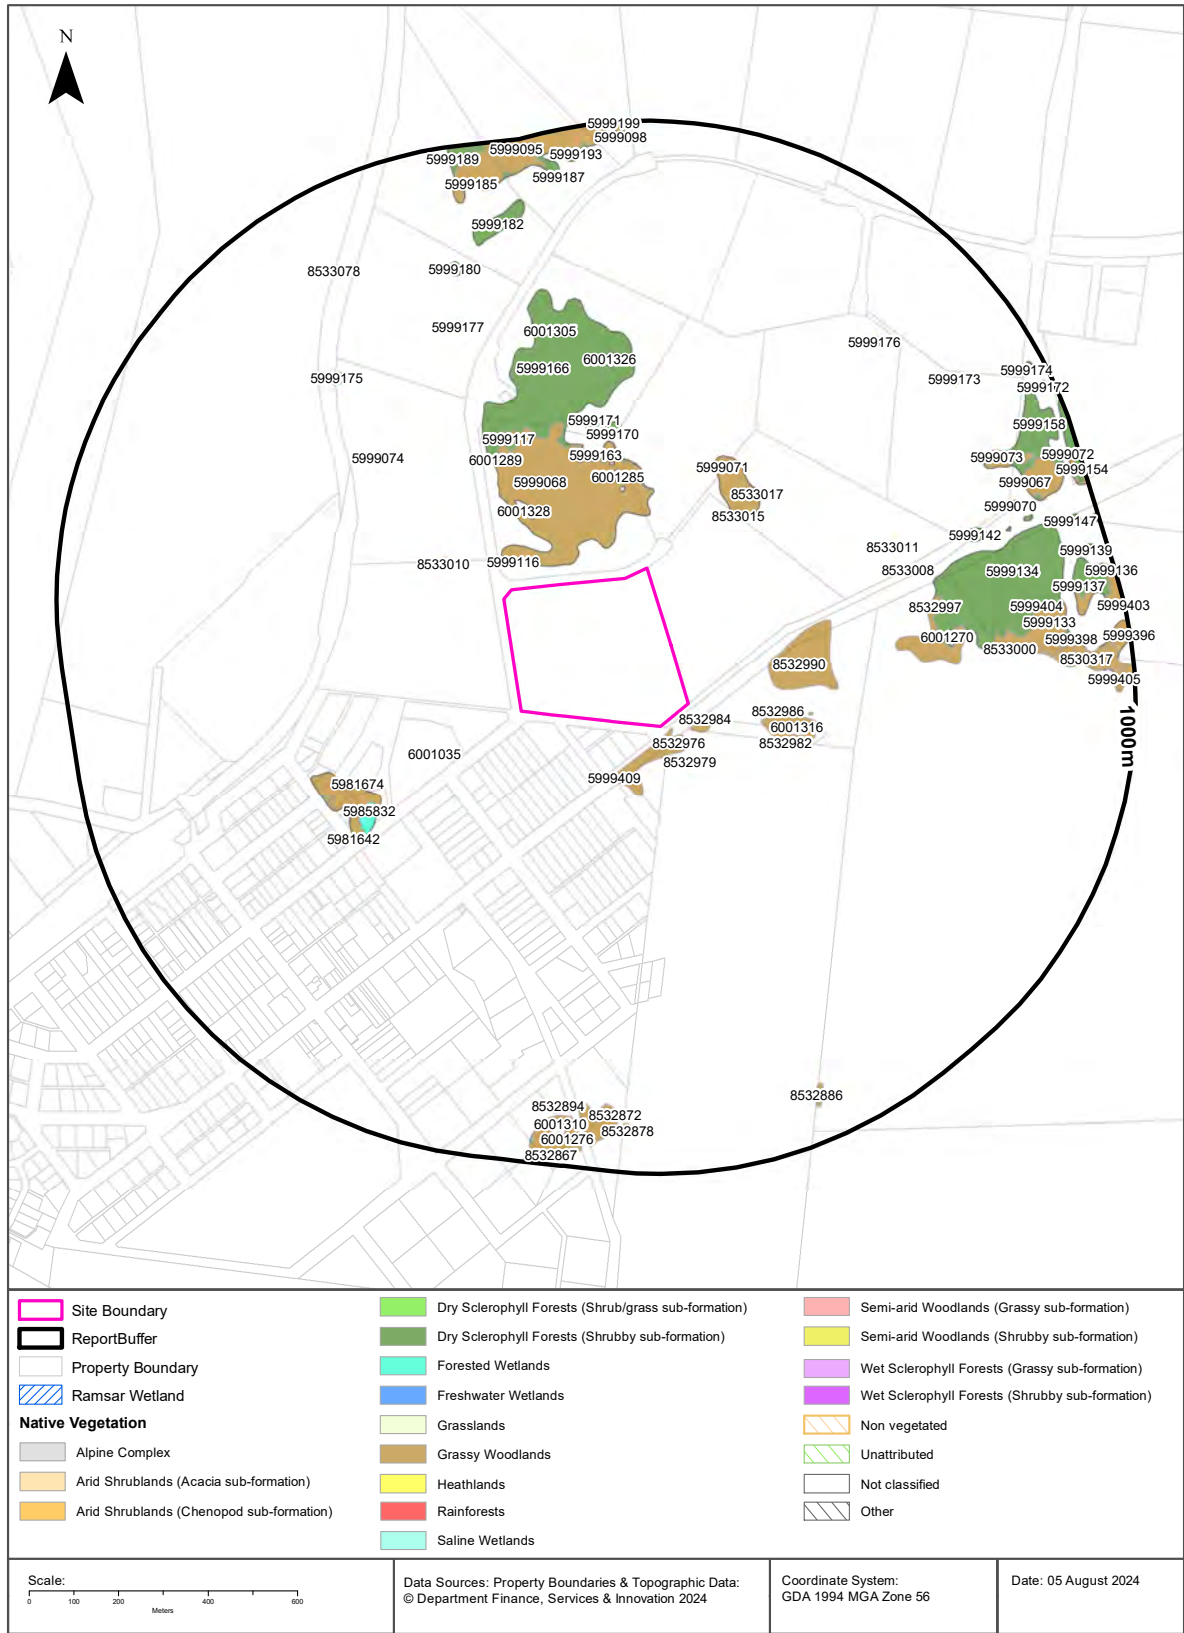 N
5999199
5999098
5999095
5999193
5999189
5999187
5999185
5999182
8533078
5999180
5999177
6001305
5999176
6001326
5999166
5999174
5999175
5999173
5999172
5999171
5999158
5999170
5999117
5999163
5999072
5999074
6001289
5999073
5999071
5999154
6001285
5999068
5999067
8533017
5999070
6001328
8533015
5999147
5999142
8533011
5999139
5999116
8533010
8533008
5999134
5999136
5999137
8532997
5999404
5999403
5999133
6001270
5999398
5999396
8533000
8530317
8532990
5999405
8532986
8532984
6001316
8532976
8532982
6001035
8532979
1000m
5999409
5981674
5985832
5981642
8532886
8532894
8532872
6001310
8532878
6001276
8532867
Site Boundary
ReportBuffer
Property Boundary
Ramsar Wetland
Native Vegetation
Alpine Complex
Arid Shrublands (Acacia sub-formation)
Arid Shrublands (Chenopod sub-formation)
Dry Sclerophyll Forests (Shrub/grass sub-formation)
Dry Sclerophyll Forests (Shrubby sub-formation)
Forested Wetlands
Freshwater Wetlands
Grasslands
Grassy Woodlands
Heathlands
Rainforests
Saline Wetlands
Semi-arid Woodlands (Grassy sub-formation)
Semi-arid Woodlands (Shrubby sub-formation)
Wet Sclerophyll Forests (Grassy sub-formation)
Wet Sclerophyll Forests (Shrubby sub-formation)
Non vegetated
Unattributed
Not classified
Other
Scale:
0 100 200 400 600
Meters
Data Sources: Property Boundaries & Topographic Data:
© Department Finance, Services & Innovation 2024
Coordinate System:
GDA 1994 MGA Zone 56
Date: 05 August 2024